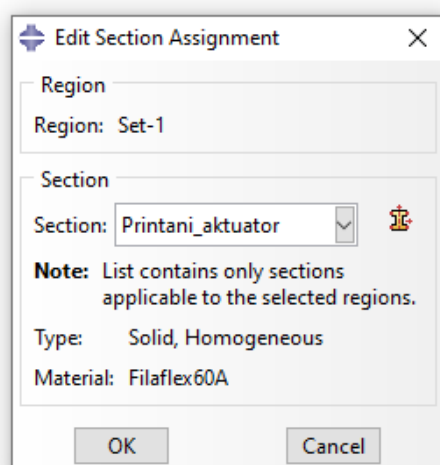 Edit Section Assignment
Region
Region: Set-1
Section
Section: Printani_aktuator
Note: List contains only sections
applicable to the selected regions.
Type: Solid, Homogeneous
Material: Filaflex60A
OK Cancel